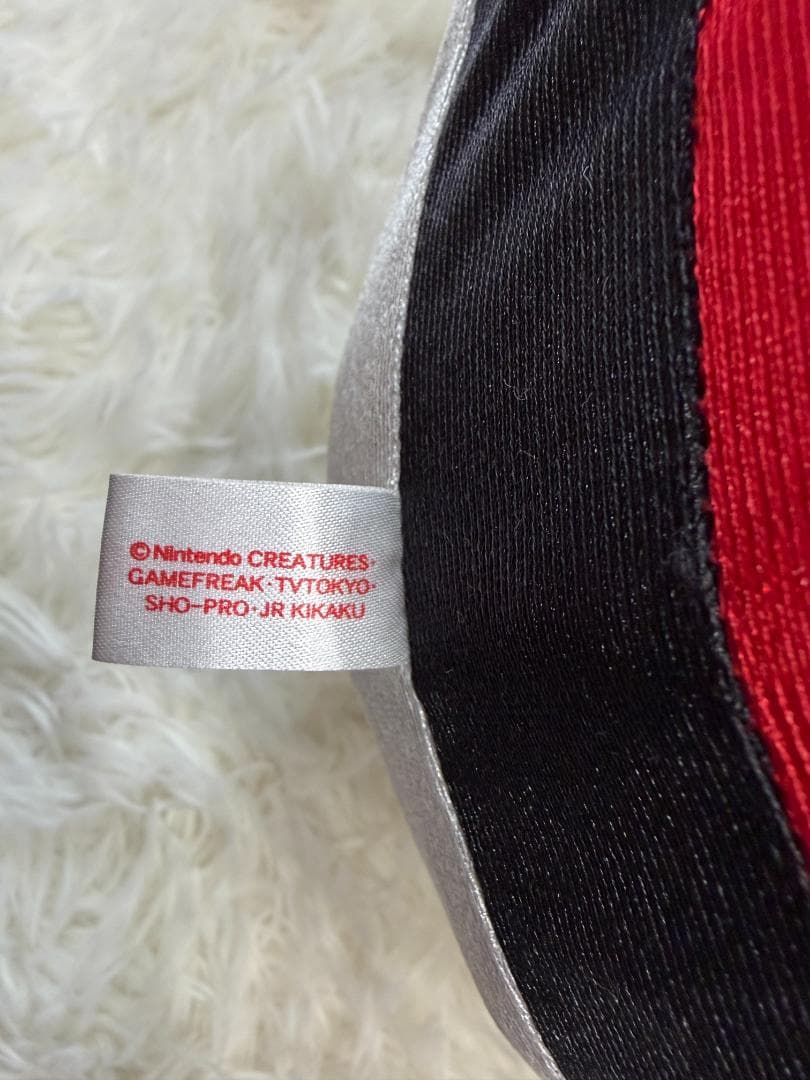 ©Nintendo CREATURES·
GAMEFREAK·TVTOKYO·
SHO-PRO·JR KIKAKU